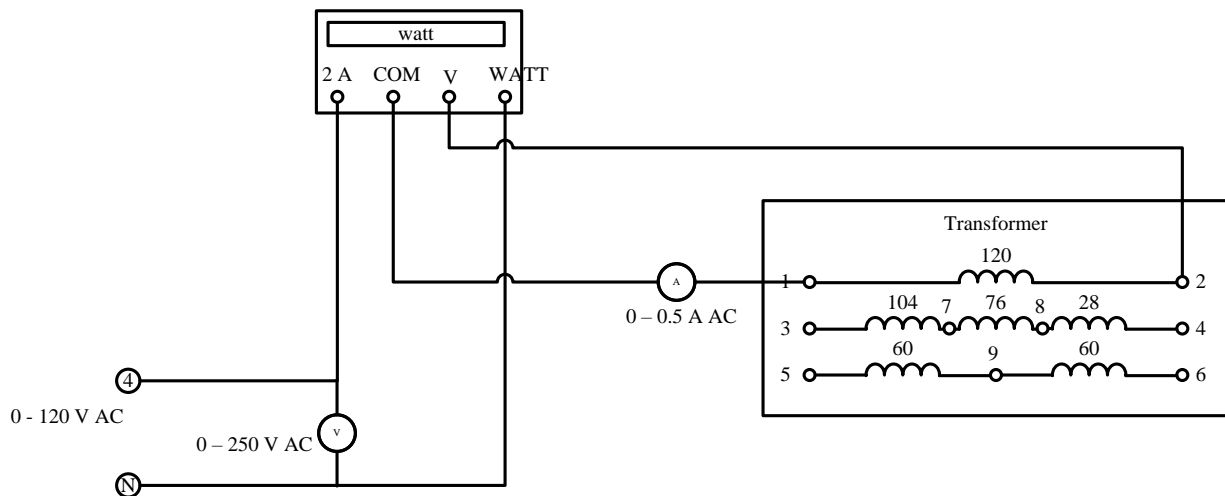 watt
2 A COM V WATT
Transformer
120
1 2
A
0 – 0.5 A AC
104 7 76 8 28
3 4
60 9 60
5 6
4
0 - 120 V AC
V
0 – 250 V AC
N